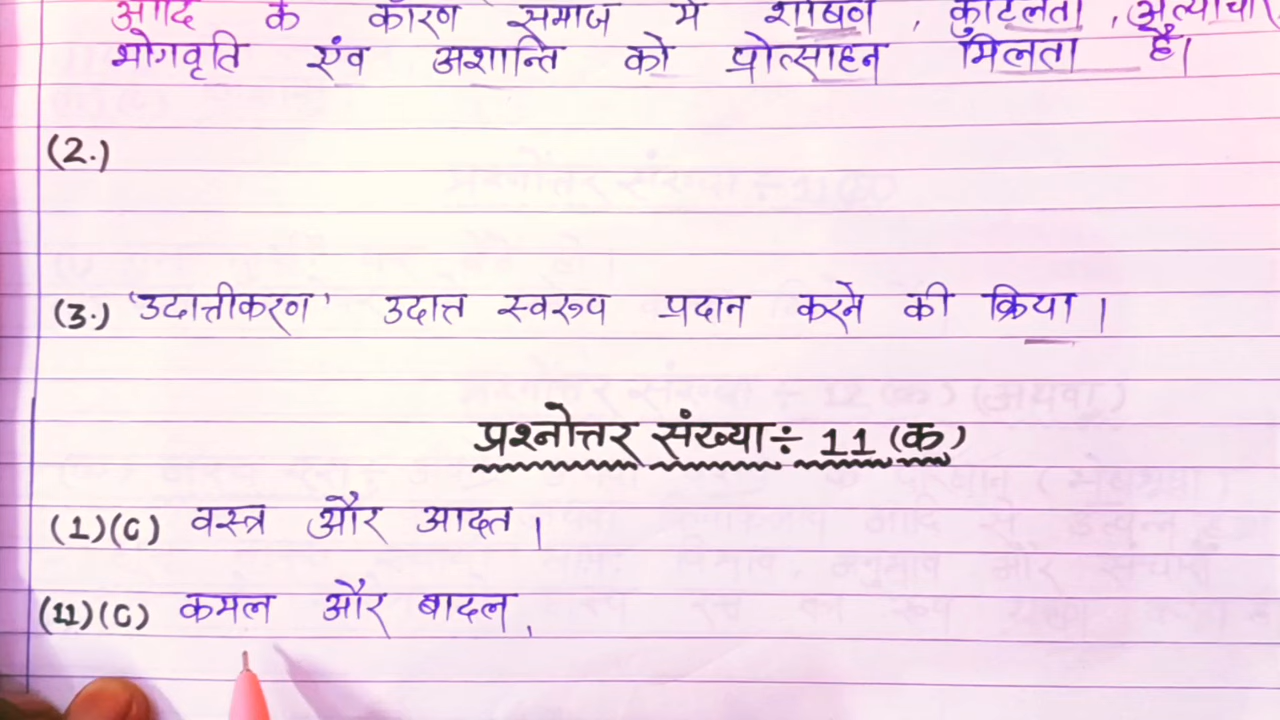 आदि के कारण समाज मे शोषण , कुटिलता , अत्याचार
भोगवृति एंव अशान्ति को प्रोत्साहन मिलता है।
(2.)
(3.) 'उदात्तीकरण' उदात्त स्वरूप प्रदान करने की क्रिया ।
प्रश्नोत्तर संख्या÷ 11 (क)
(1)(C) वस्त्र और आदत ।
(11)(C) कमल और बादल,